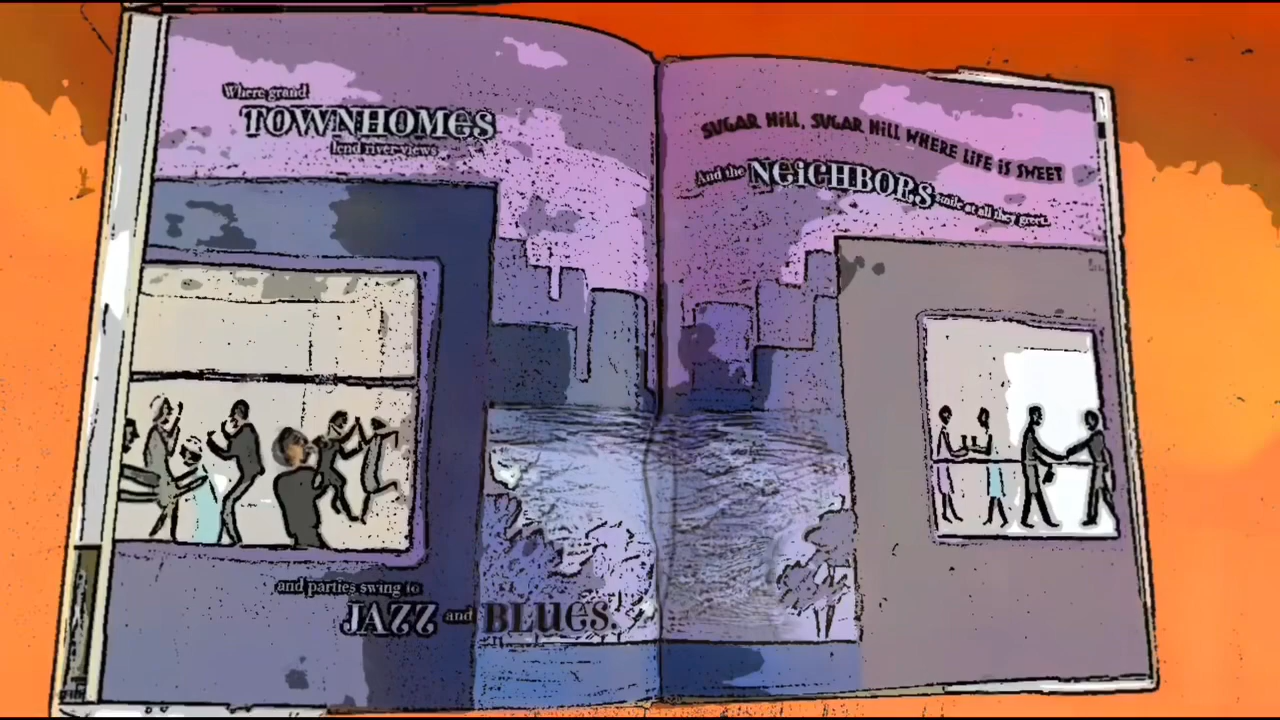 Where grand
TOWNHOMES
lend river views
and parties swing to
JAZZ and BLUES.
SUGAR HILL, SUGAR HILL WHERE LIFE IS SWEET
And the NEIGHBORS smile at all they greet.